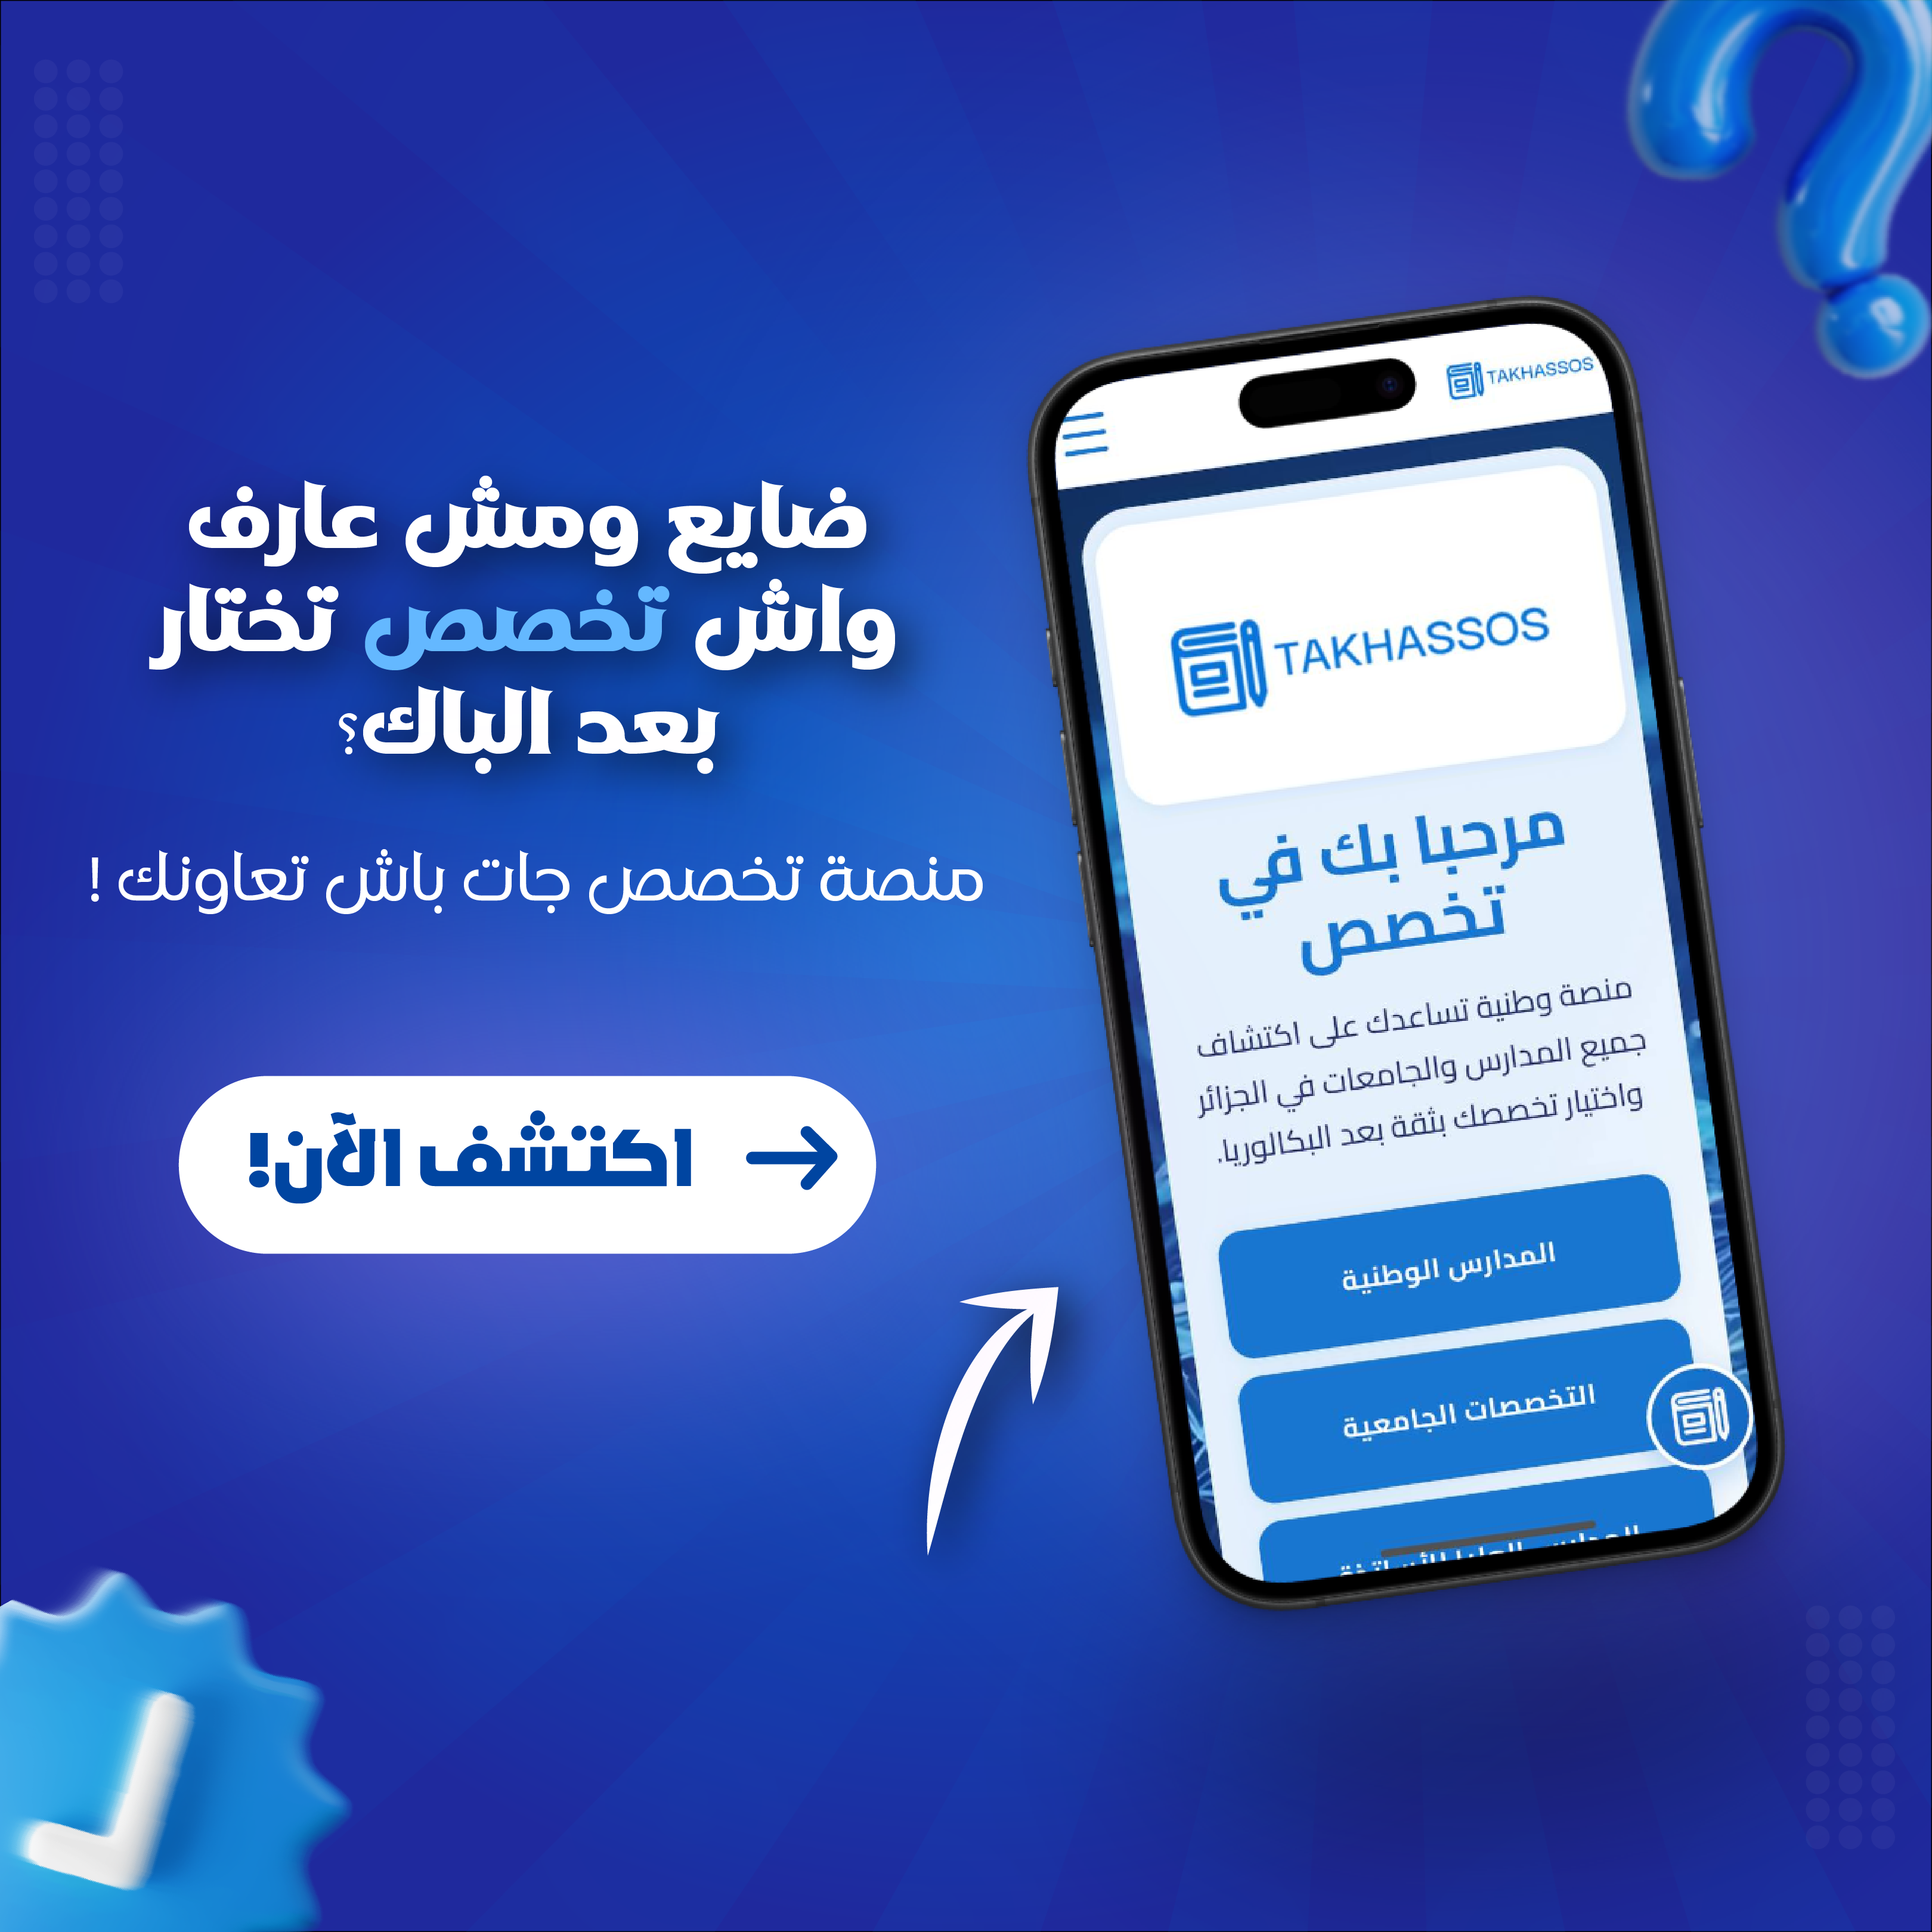 ضايع ومش عارف
واش تخصص تختار
بعد الباك؟
منصة تخصص جات باش تعاونك !
اكتشف الآن!
TAKHASSOS
TAKHASSOS
مرحبا بك في
تخصص
منصة وطنية تساعدك على اكتشاف
جميع المدارس والجامعات في الجزائر
واختيار تخصصك بثقة بعد البكالوريا.
المدارس الوطنية
التخصصات الجامعية